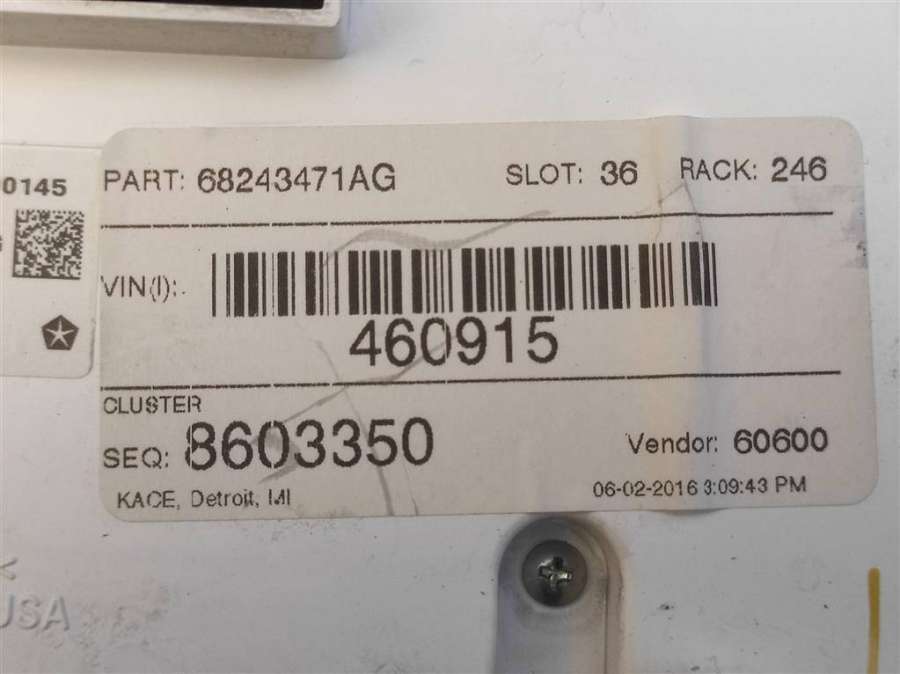 0145
PART: 68243471AG SLOT: 36 RACK: 246
VIN(I):
460915
CLUSTER
SEQ: 8603350 Vendor: 60600
KACE, Detroit, MI 06-02-2016 3:09:43 PM
USA